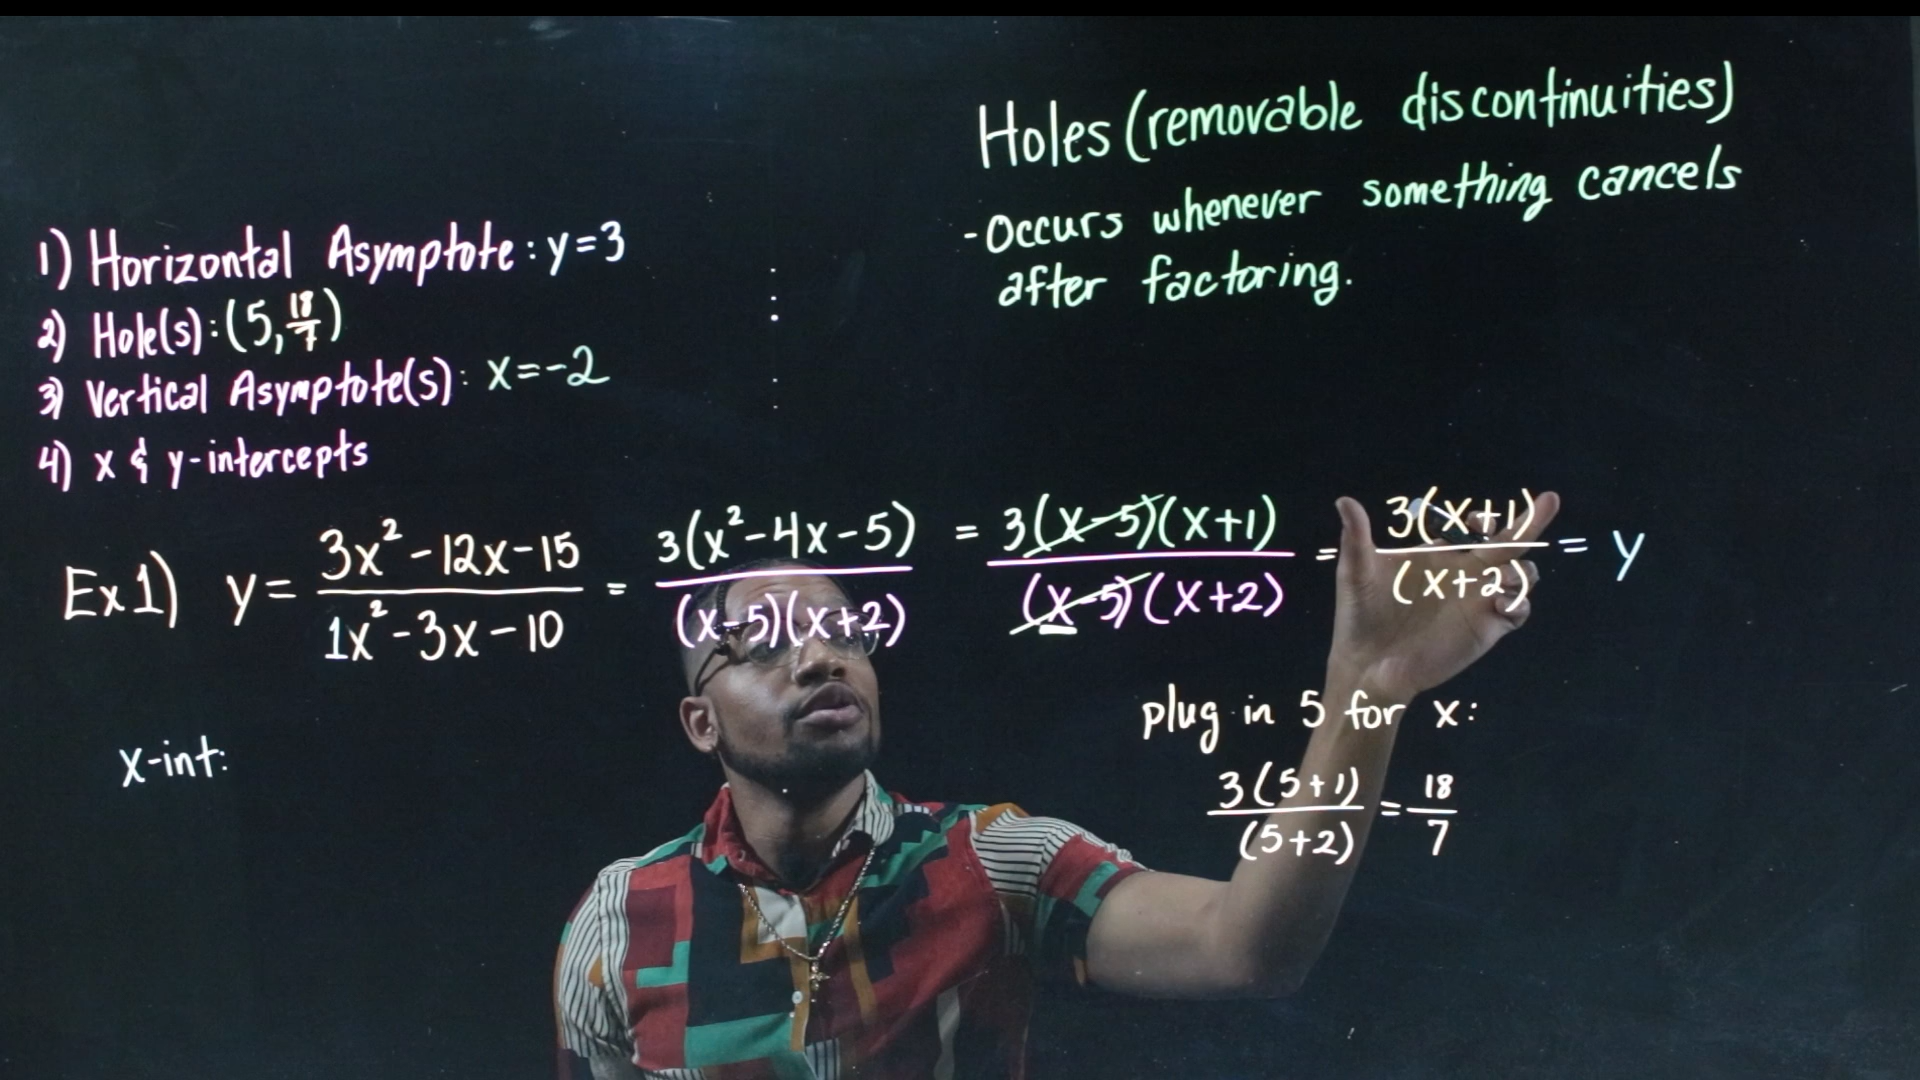 Holes (removable discontinuities)
- Occurs whenever something cancels
after factoring.
1) Horizontal Asymptote: y=3
2) Hole(s): (5, 18/7)
3) Vertical Asymptote(s): x=-2
4) x & y-intercepts
Ex 1) y = (3x² - 12x - 15)/(1x² - 3x - 10) = 3(x² - 4x - 5)/((x-5)(x+2)) = 3(x-5)(x+1)/((x-5)(x+2)) = 3(x+1)/(x+2) = y
x-int:
plug in 5 for x:
3(5+1)/(5+2) = 18/7